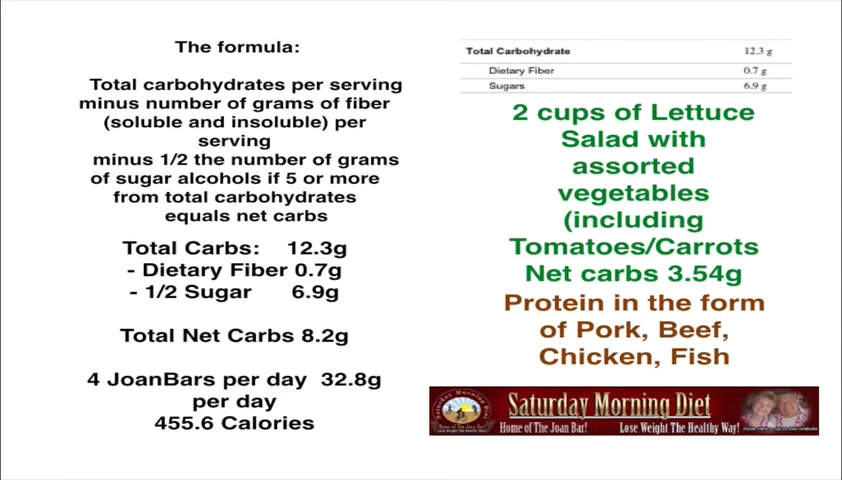 The formula:
Total carbohydrates per serving
minus number of grams of fiber
(soluble and insoluble) per
serving
minus 1/2 the number of grams
of sugar alcohols if 5 or more
from total carbohydrates
equals net carbs
Total Carbs: 12.3g
- Dietary Fiber 0.7g
- 1/2 Sugar 6.9g
Total Net Carbs 8.2g
4 JoanBars per day 32.8g
per day
455.6 Calories
Total Carbohydrate 12.3 g
Dietary Fiber 0.7 g
Sugars 6.9 g
2 cups of Lettuce
Salad with
assorted
vegetables
(including
Tomatoes/Carrots
Net carbs 3.54g
Protein in the form
of Pork, Beef,
Chicken, Fish
Saturday Morning Diet
Home of The Joan Bar! Lose Weight The Healthy Way!